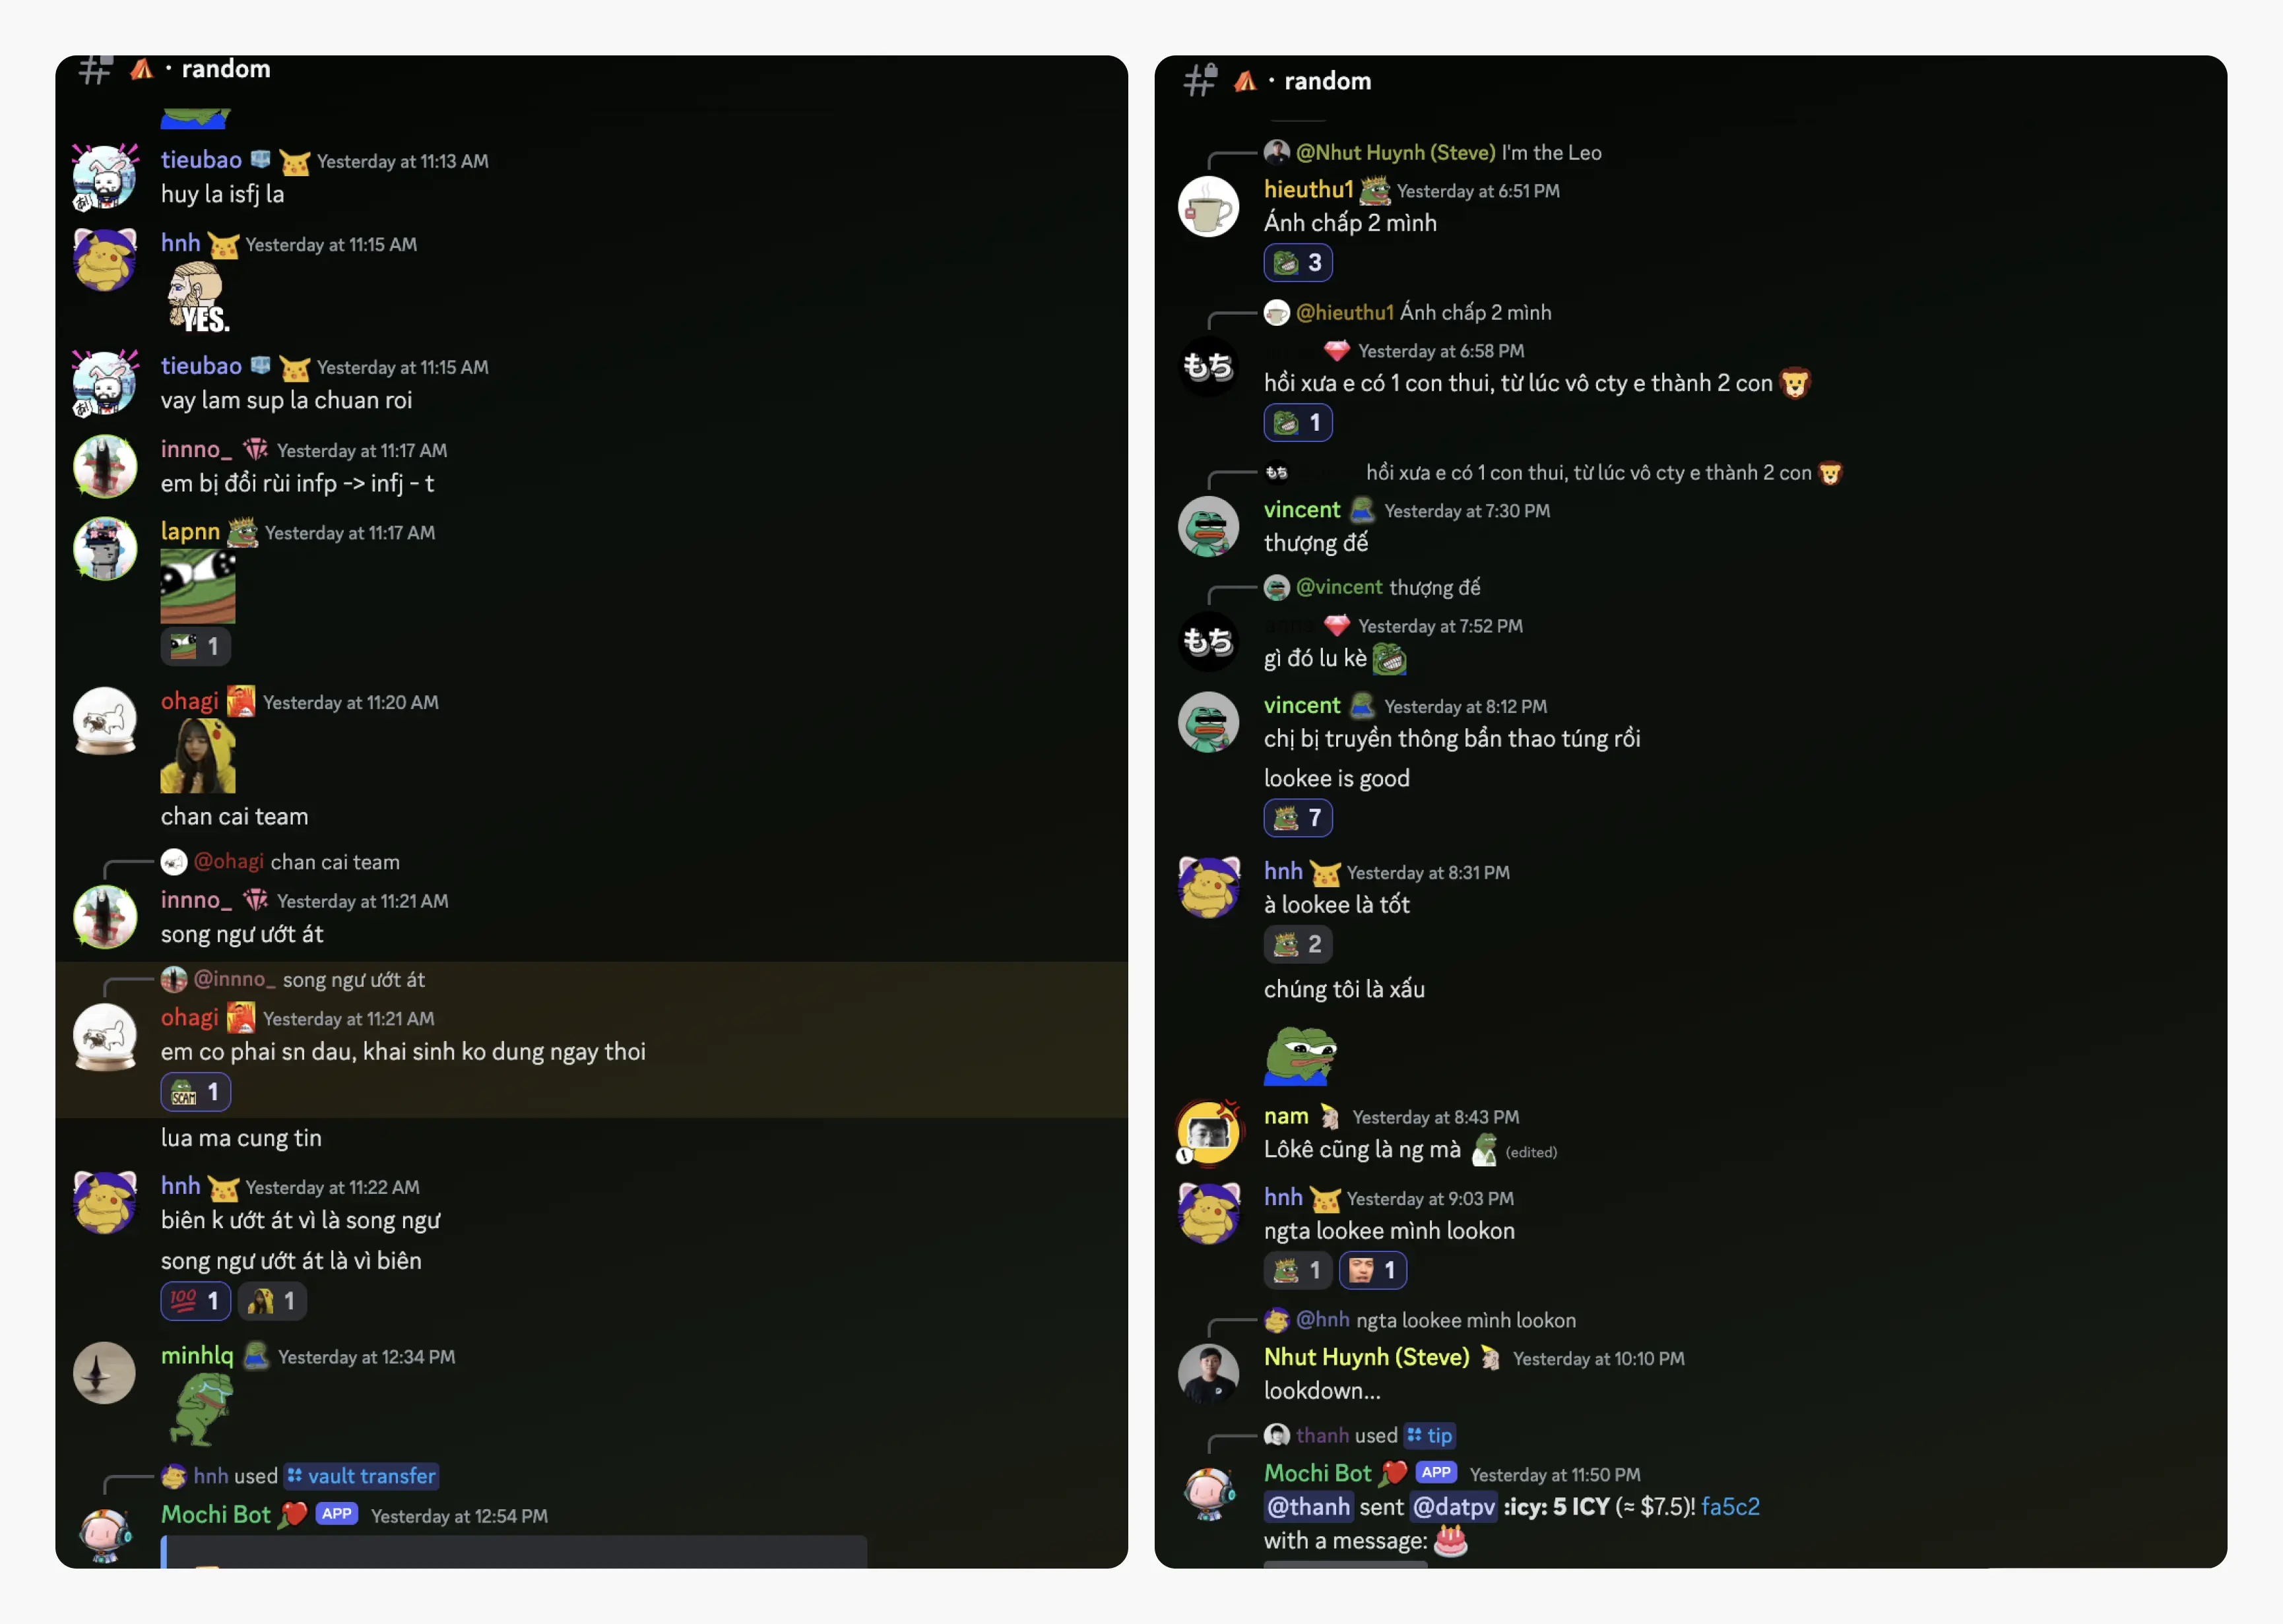 · random
tieubao Yesterday at 11:13 AM
huy la isfj la
hnh Yesterday at 11:15 AM
YES.
tieubao Yesterday at 11:15 AM
vay lam sup la chuan roi
innno_ Yesterday at 11:17 AM
em bị đổi rùi infp -> infj - t
lapnn Yesterday at 11:17 AM
1
ohagi Yesterday at 11:20 AM
chan cai team
@ohagi chan cai team
innno_ Yesterday at 11:21 AM
song ngư ướt át
@innno_ song ngư ướt át
ohagi Yesterday at 11:21 AM
em co phai sn dau, khai sinh ko dung ngay thoi
SCAM 1
lua ma cung tin
hnh Yesterday at 11:22 AM
biên k ướt át vì là song ngư
song ngư ướt át là vì biên
100 1 1
minhlq Yesterday at 12:34 PM
hnh used vault transfer
Mochi Bot APP Yesterday at 12:54 PM
· random
@Nhut Huynh (Steve) I'm the Leo
hieuthu1 Yesterday at 6:51 PM
Ánh chấp 2 mình
3
@hieuthu1 Ánh chấp 2 mình
もち Yesterday at 6:58 PM
hồi xưa e có 1 con thui, từ lúc vô cty e thành 2 con
1
もち hồi xưa e có 1 con thui, từ lúc vô cty e thành 2 con
vincent Yesterday at 7:30 PM
thượng đế
@vincent thượng đế
もち Yesterday at 7:52 PM
gì đó lu kè
vincent Yesterday at 8:12 PM
chị bị truyền thông bẩn thao túng rồi
lookee is good
7
hnh Yesterday at 8:31 PM
à lookee là tốt
2
chúng tôi là xấu
nam Yesterday at 8:43 PM
Lôkê cũng là ng mà (edited)
hnh Yesterday at 9:03 PM
ngta lookee mình lookon
1 1
@hnh ngta lookee mình lookon
Nhut Huynh (Steve) Yesterday at 10:10 PM
lookdown...
thanh used tip
Mochi Bot APP Yesterday at 11:50 PM
@thanh sent @datpv :icy: 5 ICY (≈ $7.5)! fa5c2
with a message: